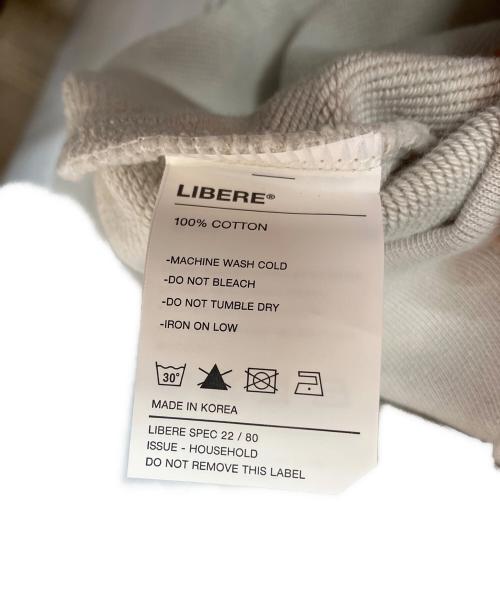 LIBERE®
100% COTTON
-MACHINE WASH COLD
-DO NOT BLEACH
-DO NOT TUMBLE DRY
-IRON ON LOW
30°
MADE IN KOREA
LIBERE SPEC 22 / 80
ISSUE - HOUSEHOLD
DO NOT REMOVE THIS LABEL